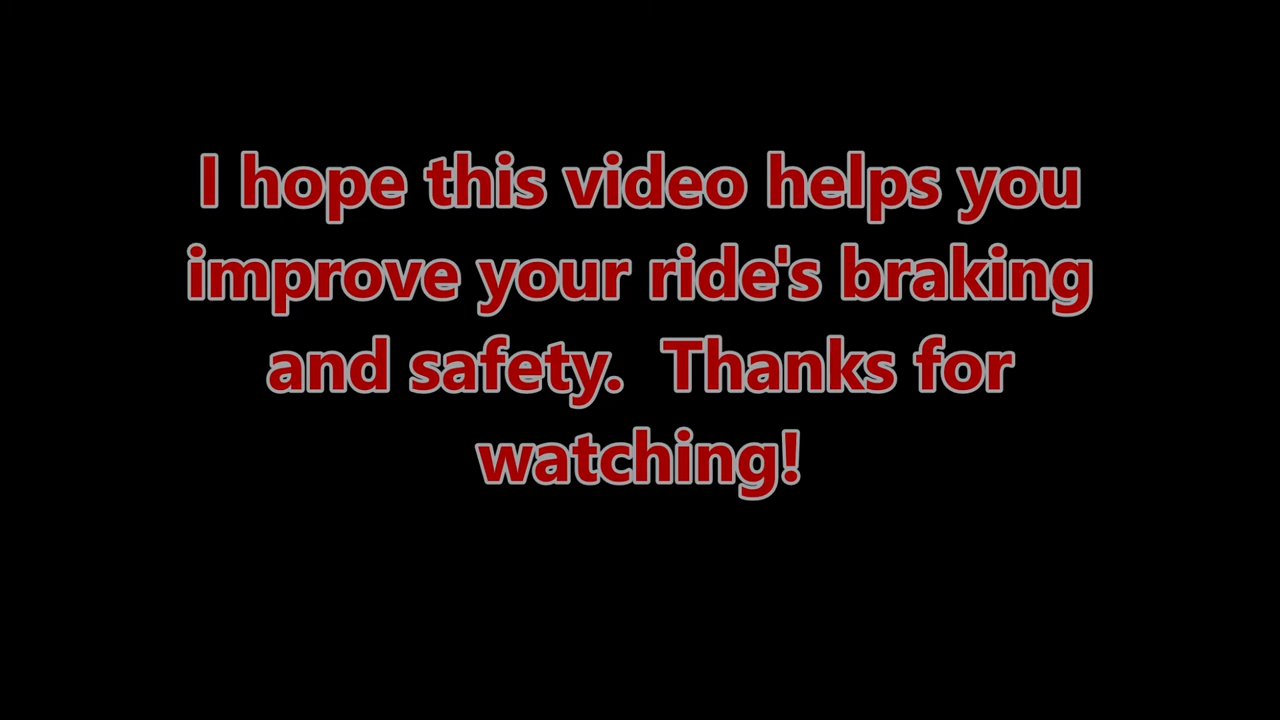 I hope this video helps you
improve your ride's braking
and safety.  Thanks for
watching!